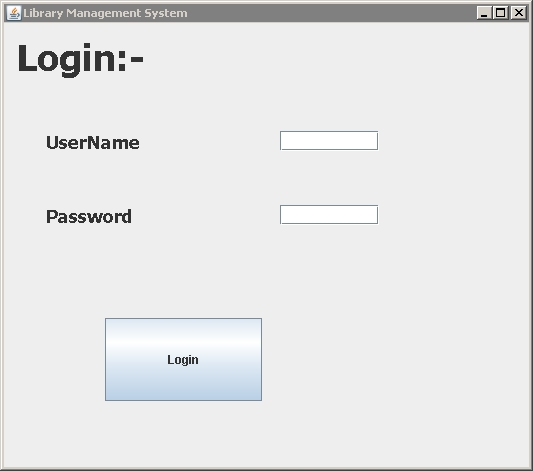 Library Management System
Login:-
UserName
Password
Login